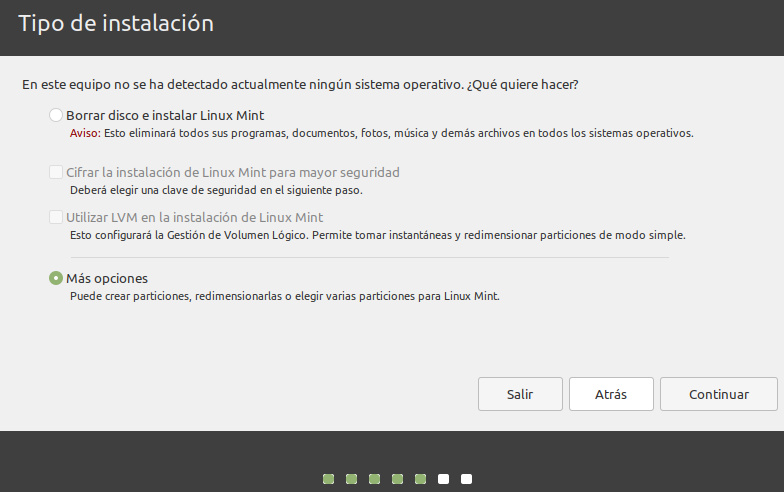 Tipo de instalación
En este equipo no se ha detectado actualmente ningún sistema operativo. ¿Qué quiere hacer?
Borrar disco e instalar Linux Mint
Aviso: Esto eliminará todos sus programas, documentos, fotos, música y demás archivos en todos los sistemas operativos.
Cifrar la instalación de Linux Mint para mayor seguridad
Deberá elegir una clave de seguridad en el siguiente paso.
Utilizar LVM en la instalación de Linux Mint
Esto configurará la Gestión de Volumen Lógico. Permite tomar instantáneas y redimensionar particiones de modo simple.
Más opciones
Puede crear particiones, redimensionarlas o elegir varias particiones para Linux Mint.
Salir Atrás Continuar